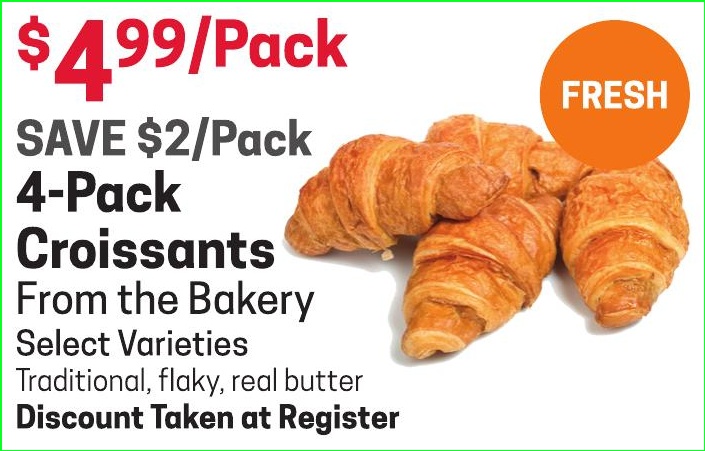 $4.99/Pack
SAVE $2/Pack
4-Pack
Croissants
From the Bakery
Select Varieties
Traditional, flaky, real butter
Discount Taken at Register
FRESH